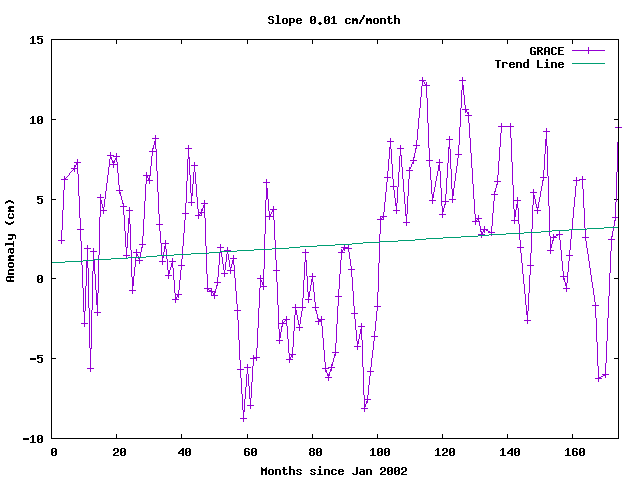 Slope 0.01 cm/month
15
GRACE
Trend Line
10
5
0
-5
-10
Anomaly (cm)
0 20 40 60 80 100 120 140 160
Months since Jan 2002